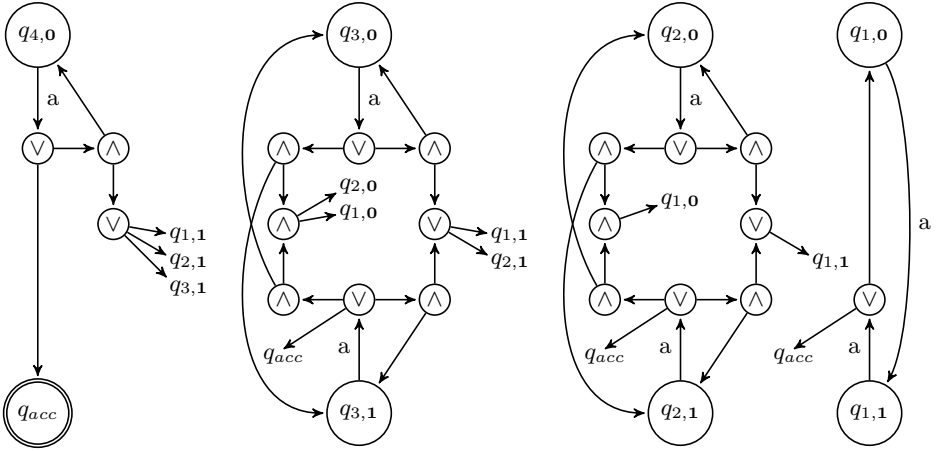 q4,0 q3,0 q2,0 q1,0
a a a
∨ ∧ ∧ ∨ ∧ ∧ ∨ ∧
q2,0
q1,0 q1,0
∨ ∧ ∨ ∧ ∨ a
q1,1 q1,1
q2,1 q2,1 q1,1
q3,1
∧ ∨ ∧ ∧ ∨ ∧ ∨
qacc a qacc a qacc a
qacc q3,1 q2,1 q1,1